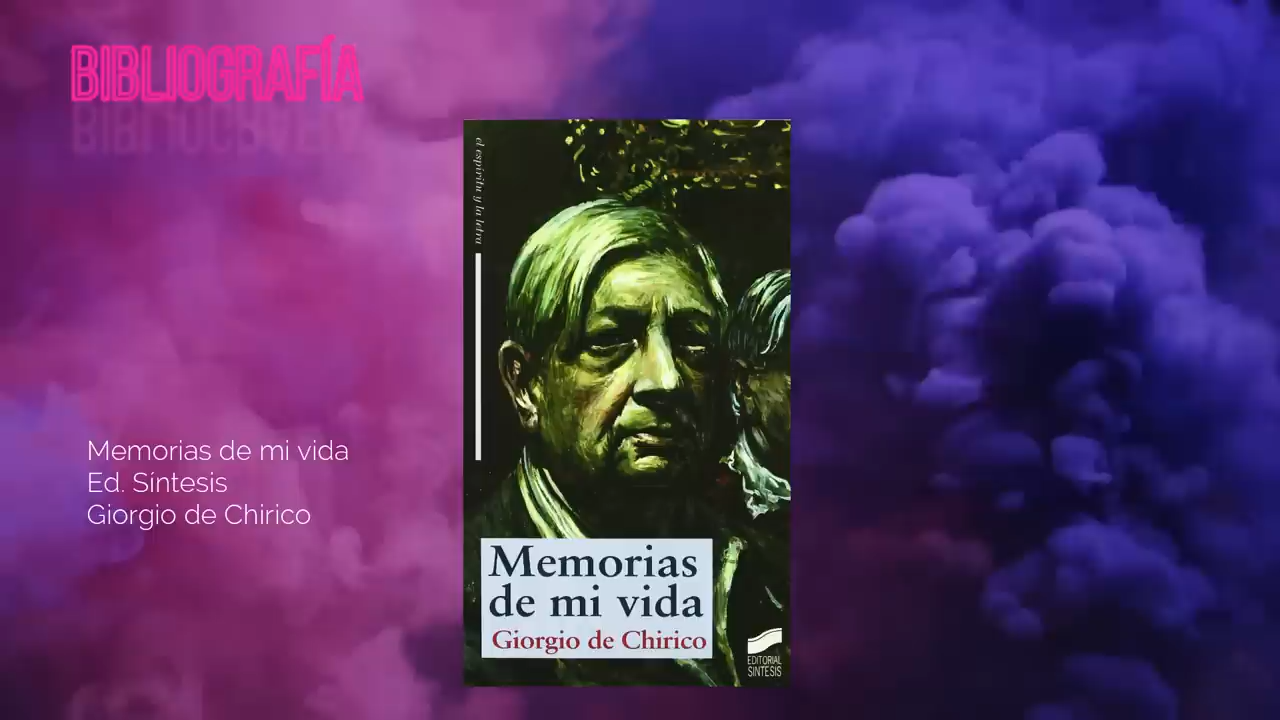 BIBLIOGRAFÍA
el espíritu y la letra
Memorias de mi vida
Ed. Síntesis
Giorgio de Chirico
Memorias
de mi vida
Giorgio de Chirico
EDITORIAL
SINTESIS